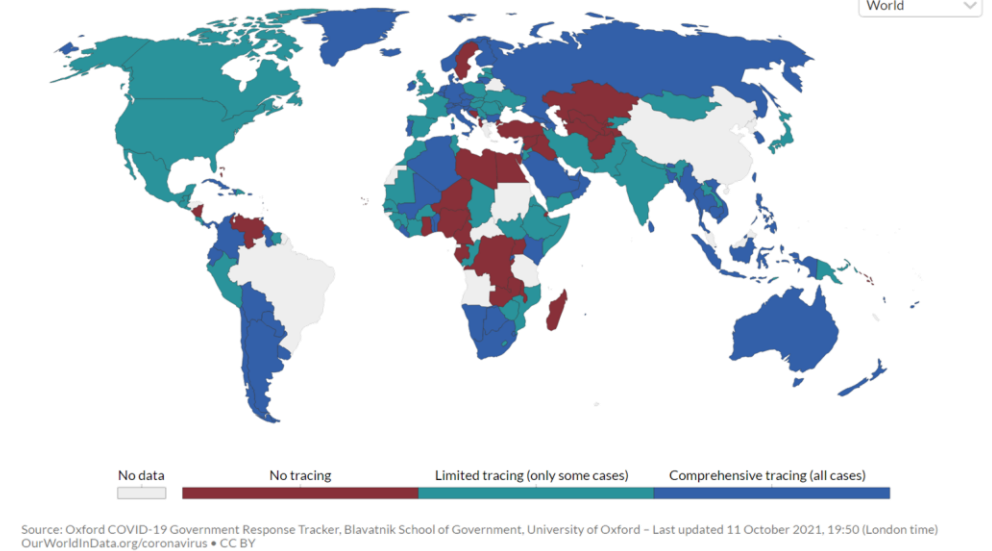 World
No data
No tracing
Limited tracing (only some cases)
Comprehensive tracing (all cases)
Source: Oxford COVID-19 Government Response Tracker, Blavatnik School of Government, University of Oxford – Last updated 11 October 2021, 19:50 (London time)
OurWorldInData.org/coronavirus • CC BY